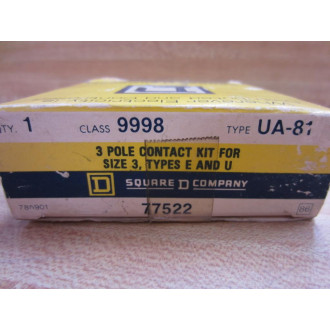 QTY. 1 CLASS 9998 TYPE UA-81
3 POLE CONTACT KIT FOR
SIZE 3, TYPES E AND U
D SQUARE D COMPANY
77522